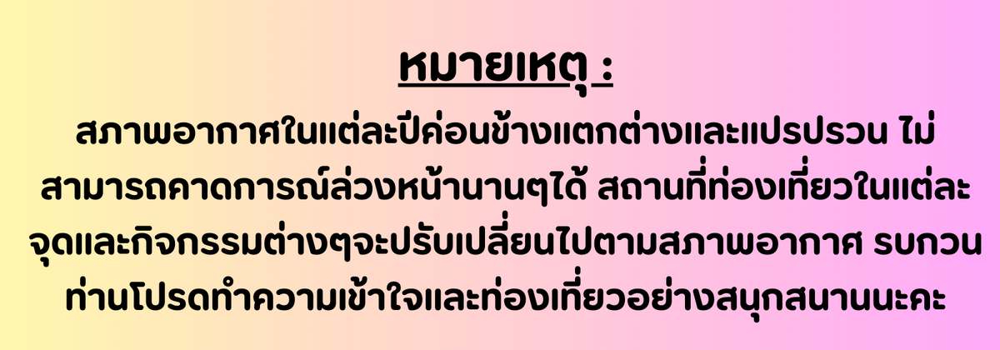 หมายเหตุ :
สภาพอากาศในแต่ละปีค่อนข้างแตกต่างและแปรปรวน ไม่
สามารถคาดการณ์ล่วงหน้านานๆได้ สถานที่ท่องเที่ยวในแต่ละ
จุดและกิจกรรมต่างๆจะปรับเปลี่ยนไปตามสภาพอากาศ รบกวน
ท่านโปรดทำความเข้าใจและท่องเที่ยวอย่างสนุกสนานนะคะ